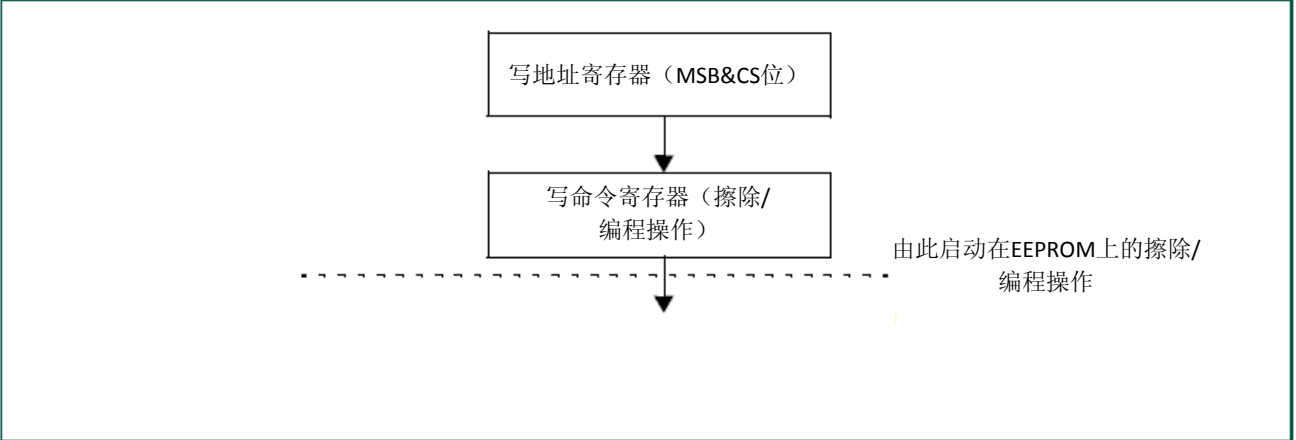 写地址寄存器（MSB&CS位）
写命令寄存器（擦除/
编程操作）
由此启动在EEPROM上的擦除/
编程操作